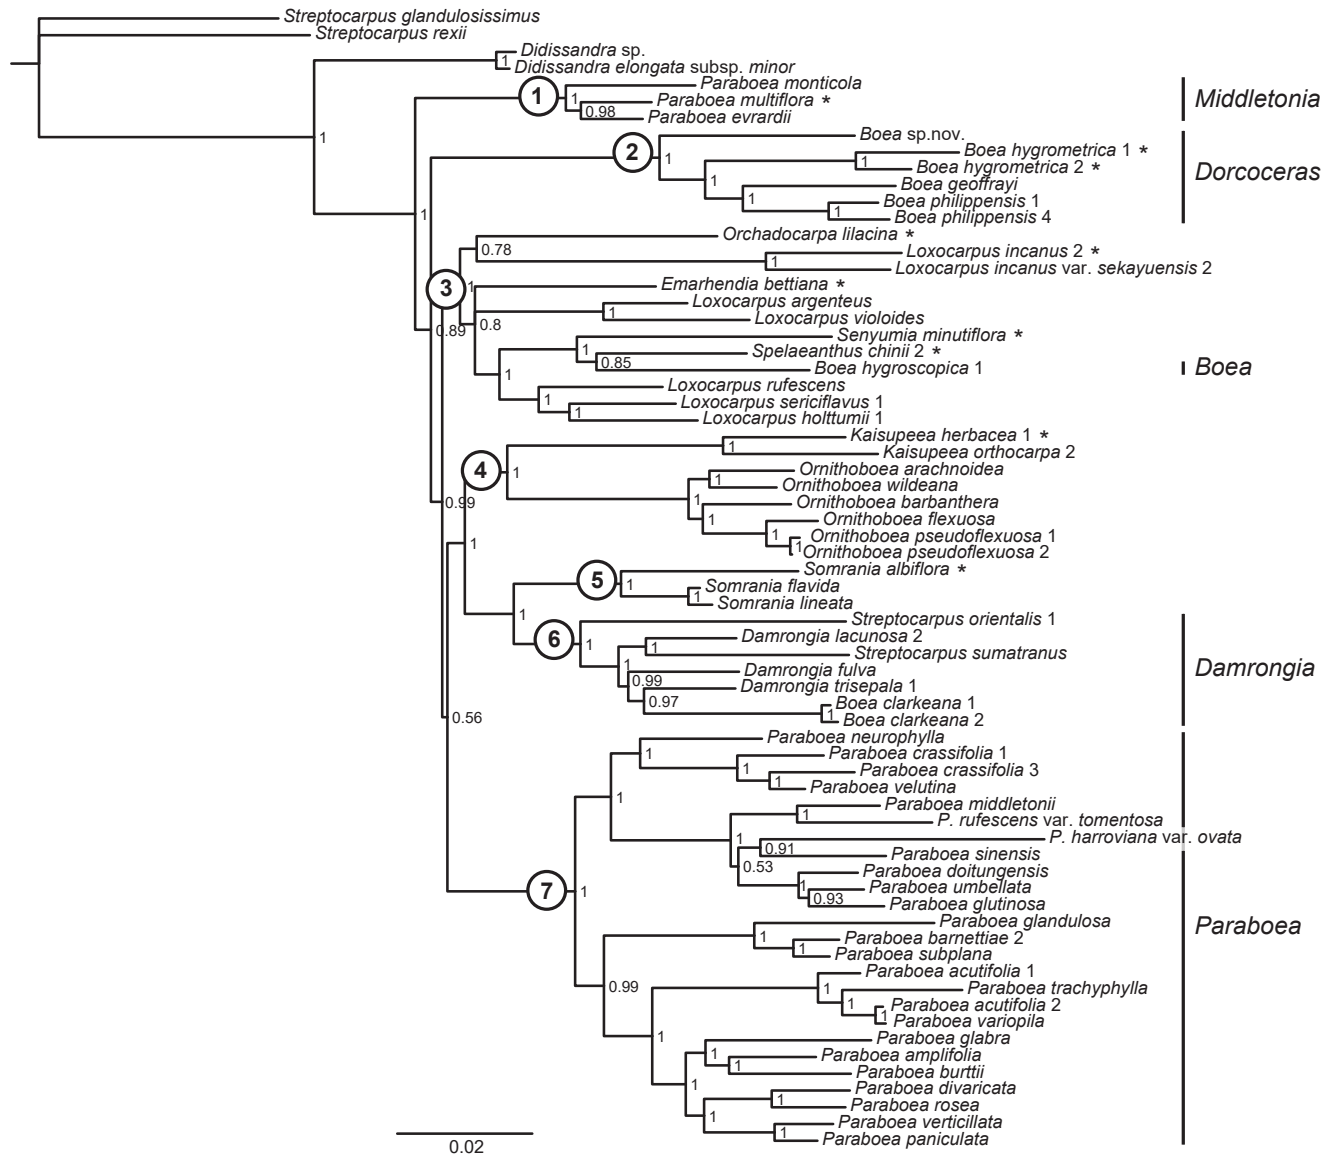 Streptocarpus glandulosissimus
Streptocarpus rexii
Didissandra sp.
1
Didissandra elongata subsp. minor
Paraboea monticola
1
1
Paraboea multiflora *
Middletonia
0.98
Paraboea evrardii
1
Boea sp.nov.
2
1
Boea hygrometrica 1 *
1
Boea hygrometrica 2 *
Dorcoceras
1
Boea geoffrayi
1
Boea philippensis 1
1
Boea philippensis 4
1
Orchadocarpa lilacina *
0.78
Loxocarpus incanus 2 *
1
Loxocarpus incanus var. sekayuensis 2
3
1
Emarhendia bettiana *
Loxocarpus argenteus
1
Loxocarpus violoides
0.89
0.8
Senyumia minutiflora *
1
Spelaeanthus chinii 2 *
0.85
Boea hygroscopica 1
Boea
1
Loxocarpus rufescens
1
Loxocarpus sericiflavus 1
1
Loxocarpus holttumii 1
Kaisupeea herbacea 1 *
1
Kaisupeea orthocarpa 2
4
1
Ornithoboea arachnoidea
1
Ornithoboea wildeana
1
Ornithoboea barbanthera
0.99
1
Ornithoboea flexuosa
1
Ornithoboea pseudoflexuosa 1
1
Ornithoboea pseudoflexuosa 2
1
Somrania albiflora *
5
1
Somrania flavida
1
Somrania lineata
1
Streptocarpus orientalis 1
6
1
Damrongia lacunosa 2
1
Streptocarpus sumatranus
1
Damrongia fulva
Damrongia
0.99
Damrongia trisepala 1
0.97
Boea clarkeana 1
1
Boea clarkeana 2
0.56
Paraboea neurophylla
1
Paraboea crassifolia 1
1
Paraboea crassifolia 3
1
Paraboea velutina
1
Paraboea middletonii
1
P. rufescens var. tomentosa
1
P. harroviana var. ovata
0.91
Paraboea sinensis
0.53
Paraboea doitungensis
1
Paraboea umbellata
7
1
0.93
Paraboea glutinosa
Paraboea glandulosa
Paraboea
1
Paraboea barnettiae 2
1
Paraboea subplana
0.99
Paraboea acutifolia 1
1
Paraboea trachyphylla
1
Paraboea acutifolia 2
1
Paraboea variopila
1
Paraboea glabra
1
Paraboea amplifolia
1
Paraboea burttii
1
Paraboea divaricata
1
Paraboea rosea
1
Paraboea verticillata
1
Paraboea paniculata
0.02